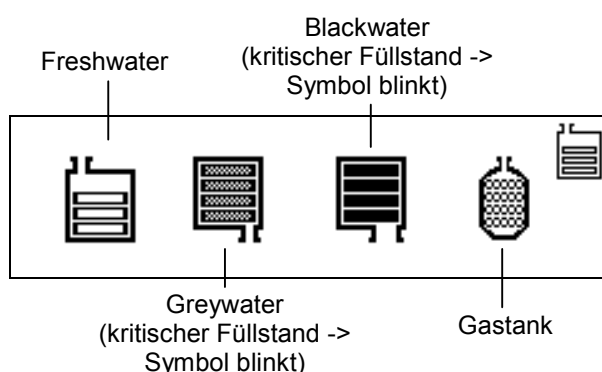 Blackwater
(kritischer Füllstand ->
Symbol blinkt)
Freshwater
Greywater
(kritischer Füllstand ->
Symbol blinkt)
Gastank